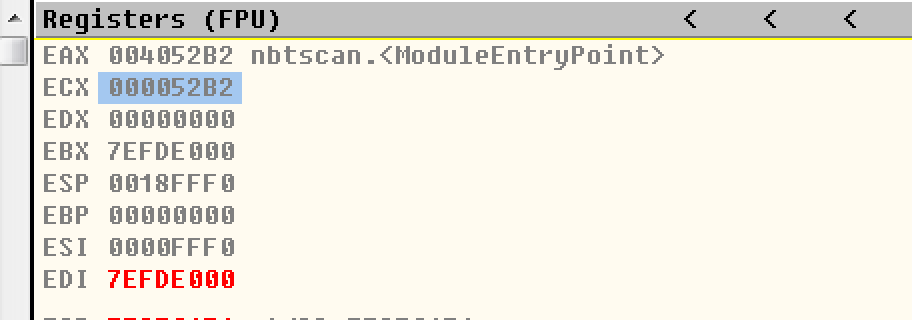 Registers (FPU) < < <
EAX 004052B2 nbtscan.<ModuleEntryPoint>
ECX 000052B2
EDX 00000000
EBX 7EFDE000
ESP 0018FFF0
EBP 00000000
ESI 0000FFF0
EDI 7EFDE000